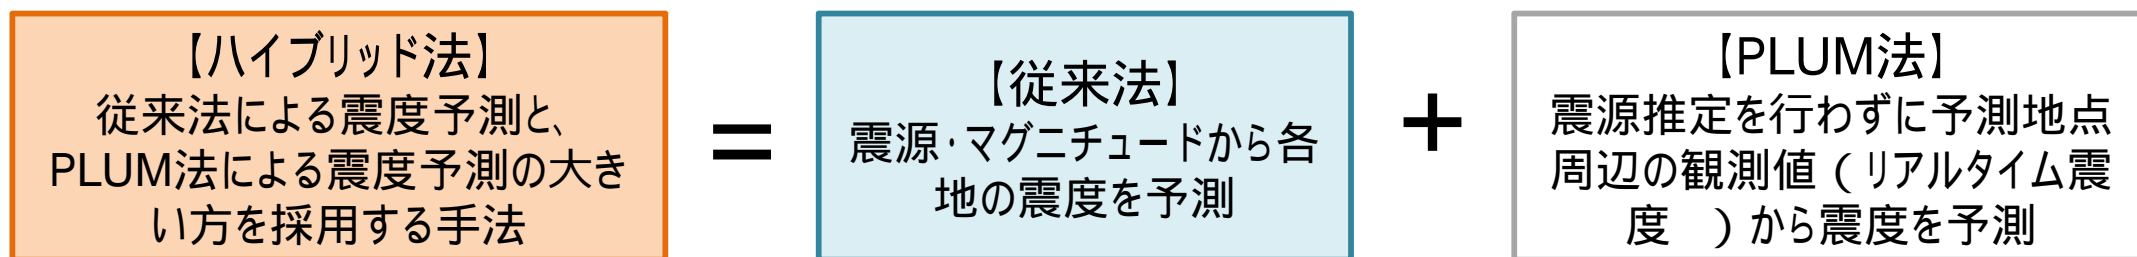 【ハイブリッド法】
従来法による震度予測と、
PLUM法による震度予測の大き
い方を採用する手法
=
【従来法】
震源・マグニチュードから各
地の震度を予測
+
【PLUM法】
震源推定を行わずに予測地点
周辺の観測値(リアルタイム震
度 )から震度を予測